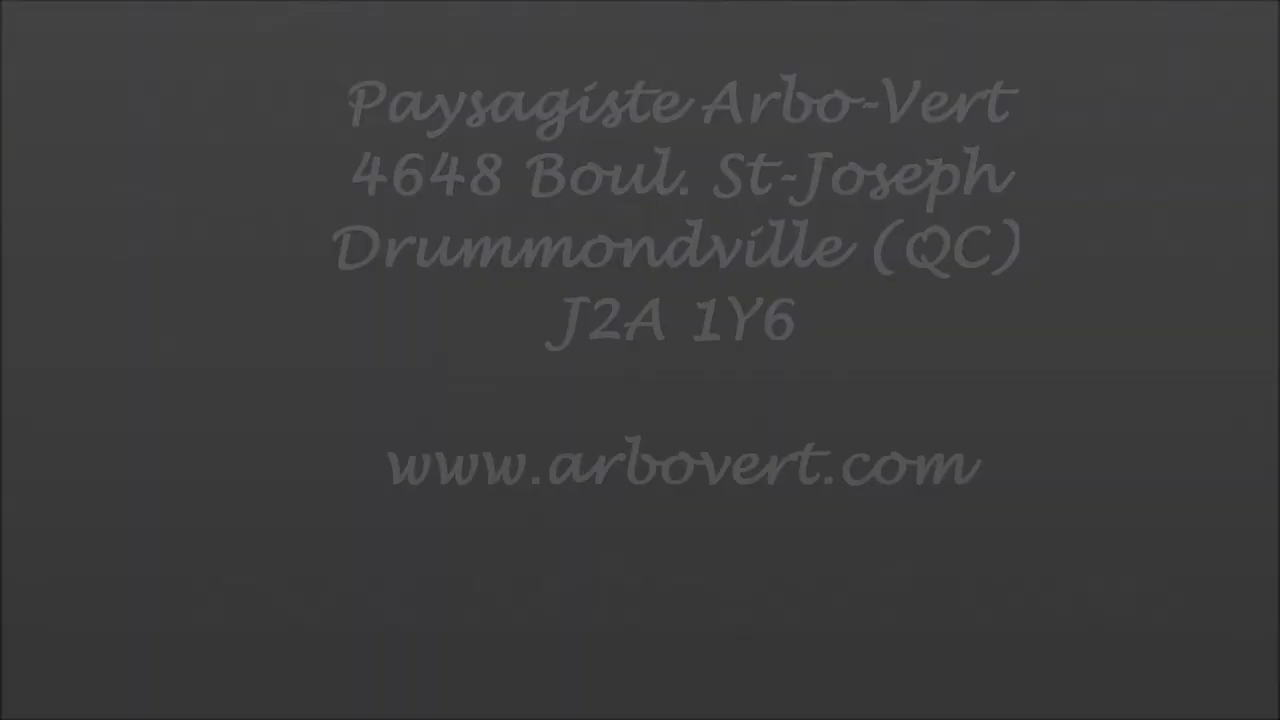 Paysagiste Arbo-Vert
4648 Boul. St-Joseph
Drummondville (QC)
J2A 1Y6
www.arbovert.com